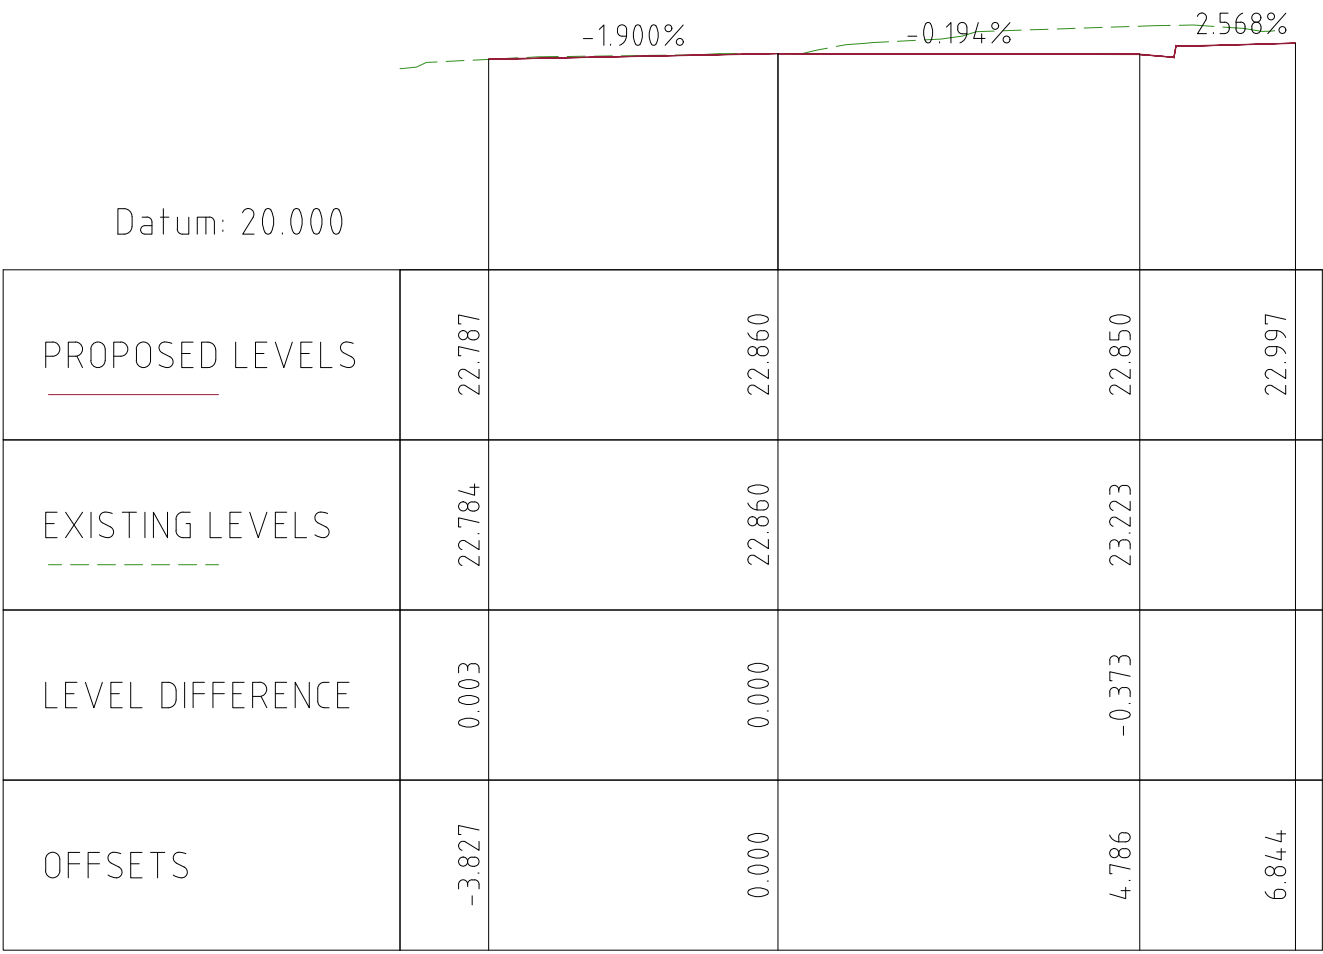 -1.900% -0.194% 2.568%
Datum: 20.000
PROPOSED LEVELS 22.787 22.860 22.850 22.997
EXISTING LEVELS 22.784 22.860 23.223
LEVEL DIFFERENCE 0.003 0.000 -0.373
OFFSETS -3.827 0.000 4.786 6.844